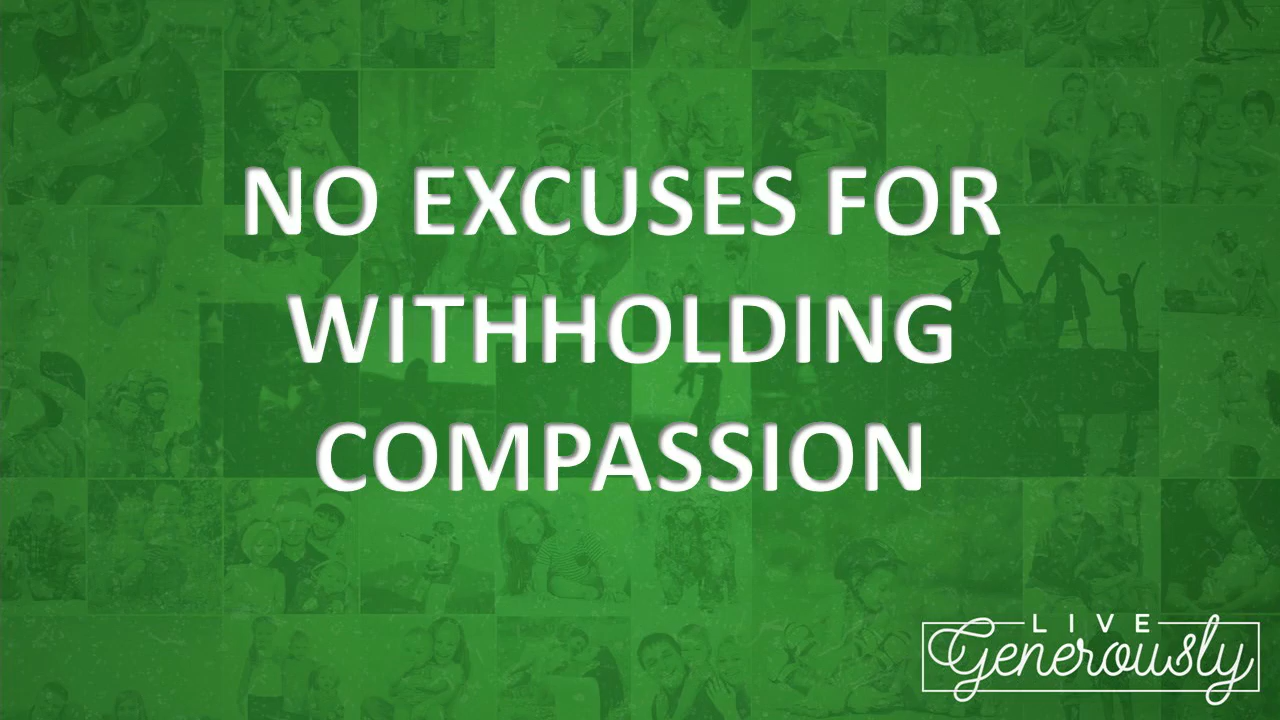 NO EXCUSES FOR
WITHHOLDING
COMPASSION
LIVE
Generously